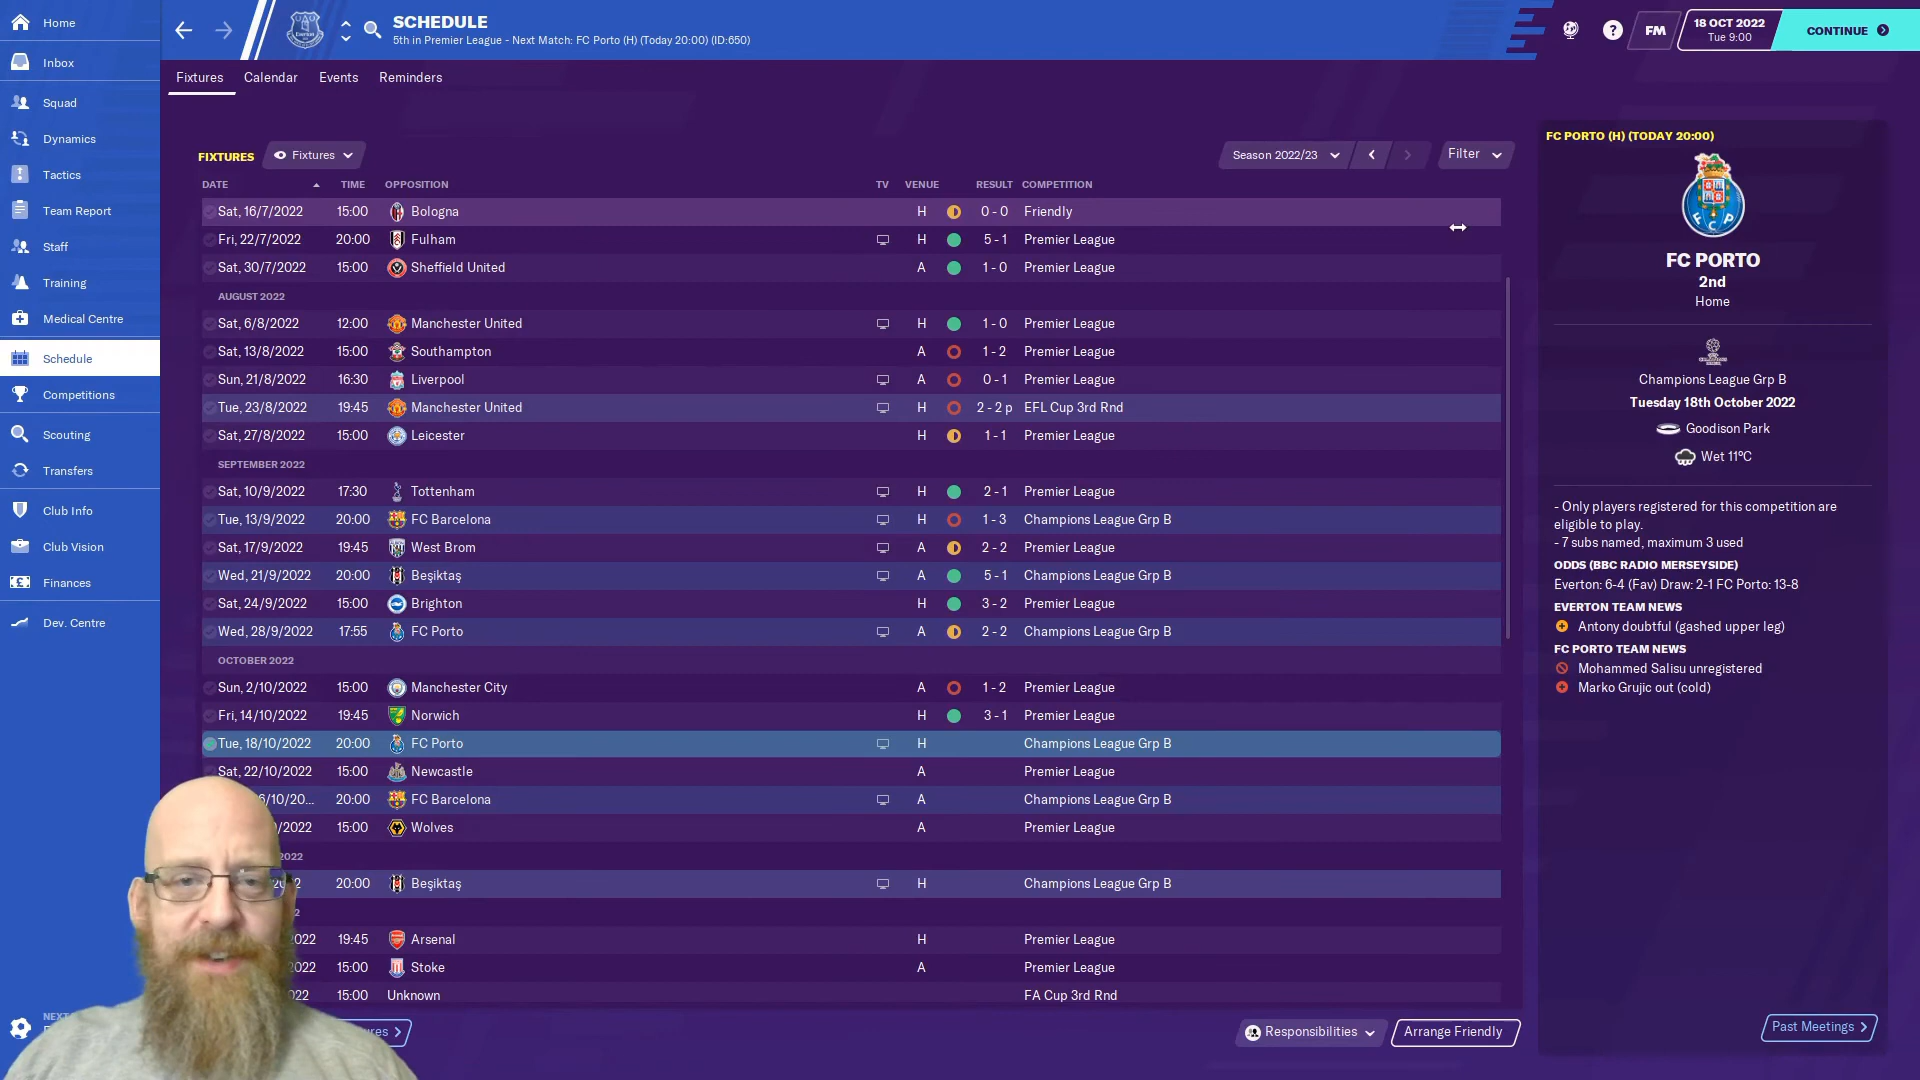 Home
Inbox
Squad
Dynamics
Tactics
Team Report
Staff
Training
Medical Centre
Schedule
Competitions
Scouting
Transfers
Club Info
Club Vision
Finances
Dev. Centre
NEXT
SCHEDULE
5th in Premier League - Next Match: FC Porto (H) (Today 20:00) (ID:650)
FM
18 OCT 2022
Tue 9:00
CONTINUE
Fixtures Calendar Events Reminders
FIXTURES Fixtures Season 2022/23 Filter
DATE TIME OPPOSITION TV VENUE RESULT COMPETITION
Sat, 16/7/2022 15:00 Bologna H 0 - 0 Friendly
Fri, 22/7/2022 20:00 Fulham H 5 - 1 Premier League
Sat, 30/7/2022 15:00 Sheffield United A 1 - 0 Premier League
AUGUST 2022
Sat, 6/8/2022 12:00 Manchester United H 1 - 0 Premier League
Sat, 13/8/2022 15:00 Southampton A 1 - 2 Premier League
Sun, 21/8/2022 16:30 Liverpool A 0 - 1 Premier League
Tue, 23/8/2022 19:45 Manchester United H 2 - 2 p EFL Cup 3rd Rnd
Sat, 27/8/2022 15:00 Leicester H 1 - 1 Premier League
SEPTEMBER 2022
Sat, 10/9/2022 17:30 Tottenham H 2 - 1 Premier League
Tue, 13/9/2022 20:00 FC Barcelona H 1 - 3 Champions League Grp B
Sat, 17/9/2022 19:45 West Brom A 2 - 2 Premier League
Wed, 21/9/2022 20:00 Beşiktaş A 5 - 1 Champions League Grp B
Sat, 24/9/2022 15:00 Brighton H 3 - 2 Premier League
Wed, 28/9/2022 17:55 FC Porto A 2 - 2 Champions League Grp B
OCTOBER 2022
Sun, 2/10/2022 15:00 Manchester City A 1 - 2 Premier League
Fri, 14/10/2022 19:45 Norwich H 3 - 1 Premier League
Tue, 18/10/2022 20:00 FC Porto H Champions League Grp B
Sat, 22/10/2022 15:00 Newcastle A Premier League
6/10/20... 20:00 FC Barcelona A Champions League Grp B
/2022 15:00 Wolves A Premier League
2022
20:00 Beşiktaş H Champions League Grp B
2
2022 19:45 Arsenal H Premier League
2022 15:00 Stoke A Premier League
022 15:00 Unknown FA Cup 3rd Rnd
Responsibilities
Arrange Friendly
FC PORTO (H) (TODAY 20:00)
FC PORTO
2nd
Home
Champions League Grp B
Tuesday 18th October 2022
Goodison Park
Wet 11ºC
- Only players registered for this competition are
eligible to play.
- 7 subs named, maximum 3 used
ODDS (BBC RADIO MERSEYSIDE)
Everton: 6-4 (Fav) Draw: 2-1 FC Porto: 13-8
EVERTON TEAM NEWS
Antony doubtful (gashed upper leg)
FC PORTO TEAM NEWS
Mohammed Salisu unregistered
Marko Grujic out (cold)
Past Meetings